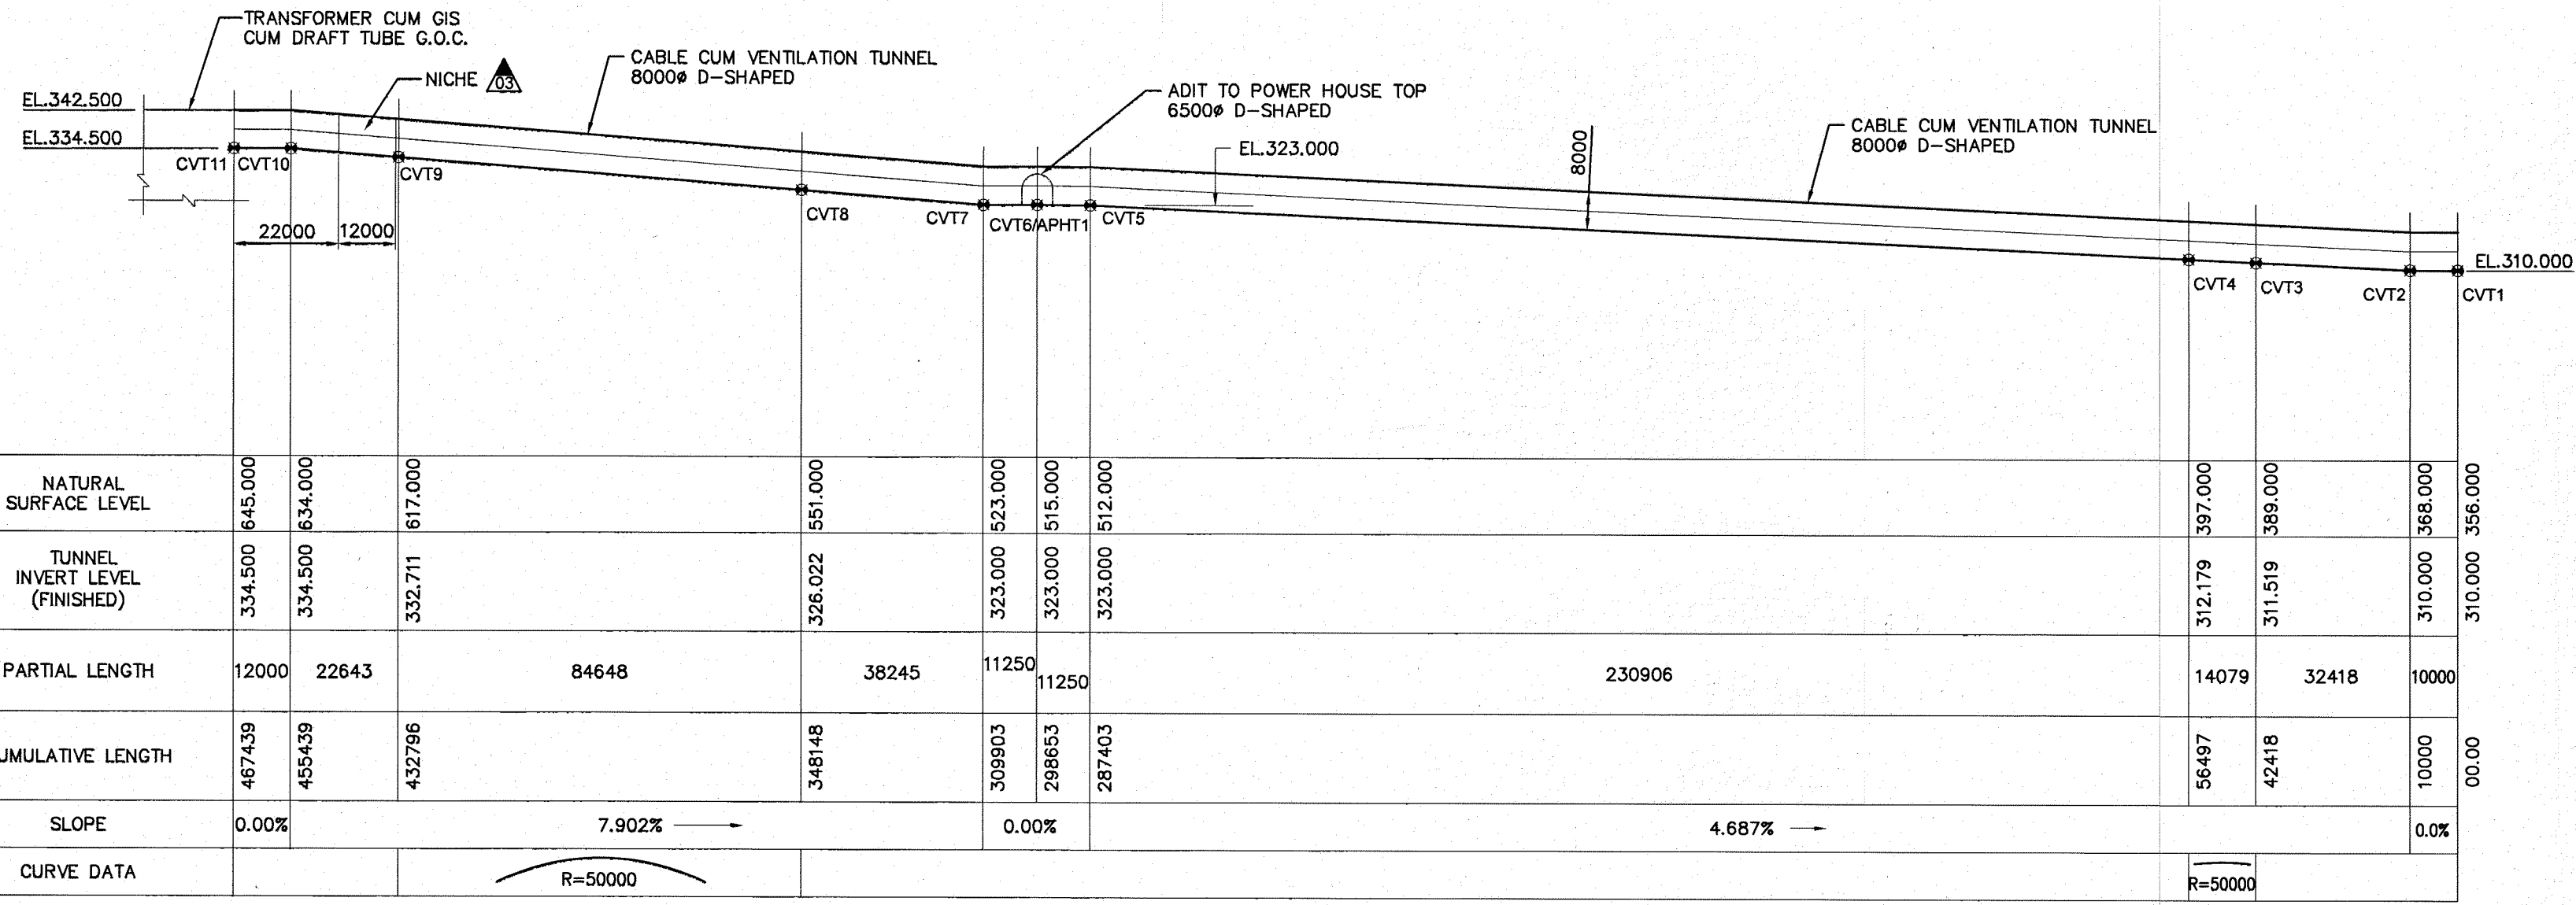 TRANSFORMER CUM GIS
CUM DRAFT TUBE G.O.C.
NICHE 03
CABLE CUM VENTILATION TUNNEL
8000ø D-SHAPED
ADIT TO POWER HOUSE TOP
6500ø D-SHAPED
CABLE CUM VENTILATION TUNNEL
8000ø D-SHAPED
EL.342.500
EL.334.500
EL.323.000
8000
EL.310.000
CVT11
CVT10
CVT9
CVT8
CVT7
CVT6/APHT1
CVT5
CVT4
CVT3
CVT2
CVT1
22000
12000
NATURAL
SURFACE LEVEL
645.000
634.000
617.000
551.000
523.000
515.000
512.000
397.000
389.000
368.000
356.000
TUNNEL
INVERT LEVEL
(FINISHED)
334.500
334.500
332.711
326.022
323.000
323.000
323.000
312.179
311.519
310.000
310.000
PARTIAL LENGTH
12000
22643
84648
38245
11250
11250
230906
14079
32418
10000
UMULATIVE LENGTH
467439
455439
432796
348148
309903
298653
287403
56497
42418
10000
00.00
SLOPE
0.00%
7.902%
0.00%
4.687%
0.0%
CURVE DATA
R=50000
R=50000